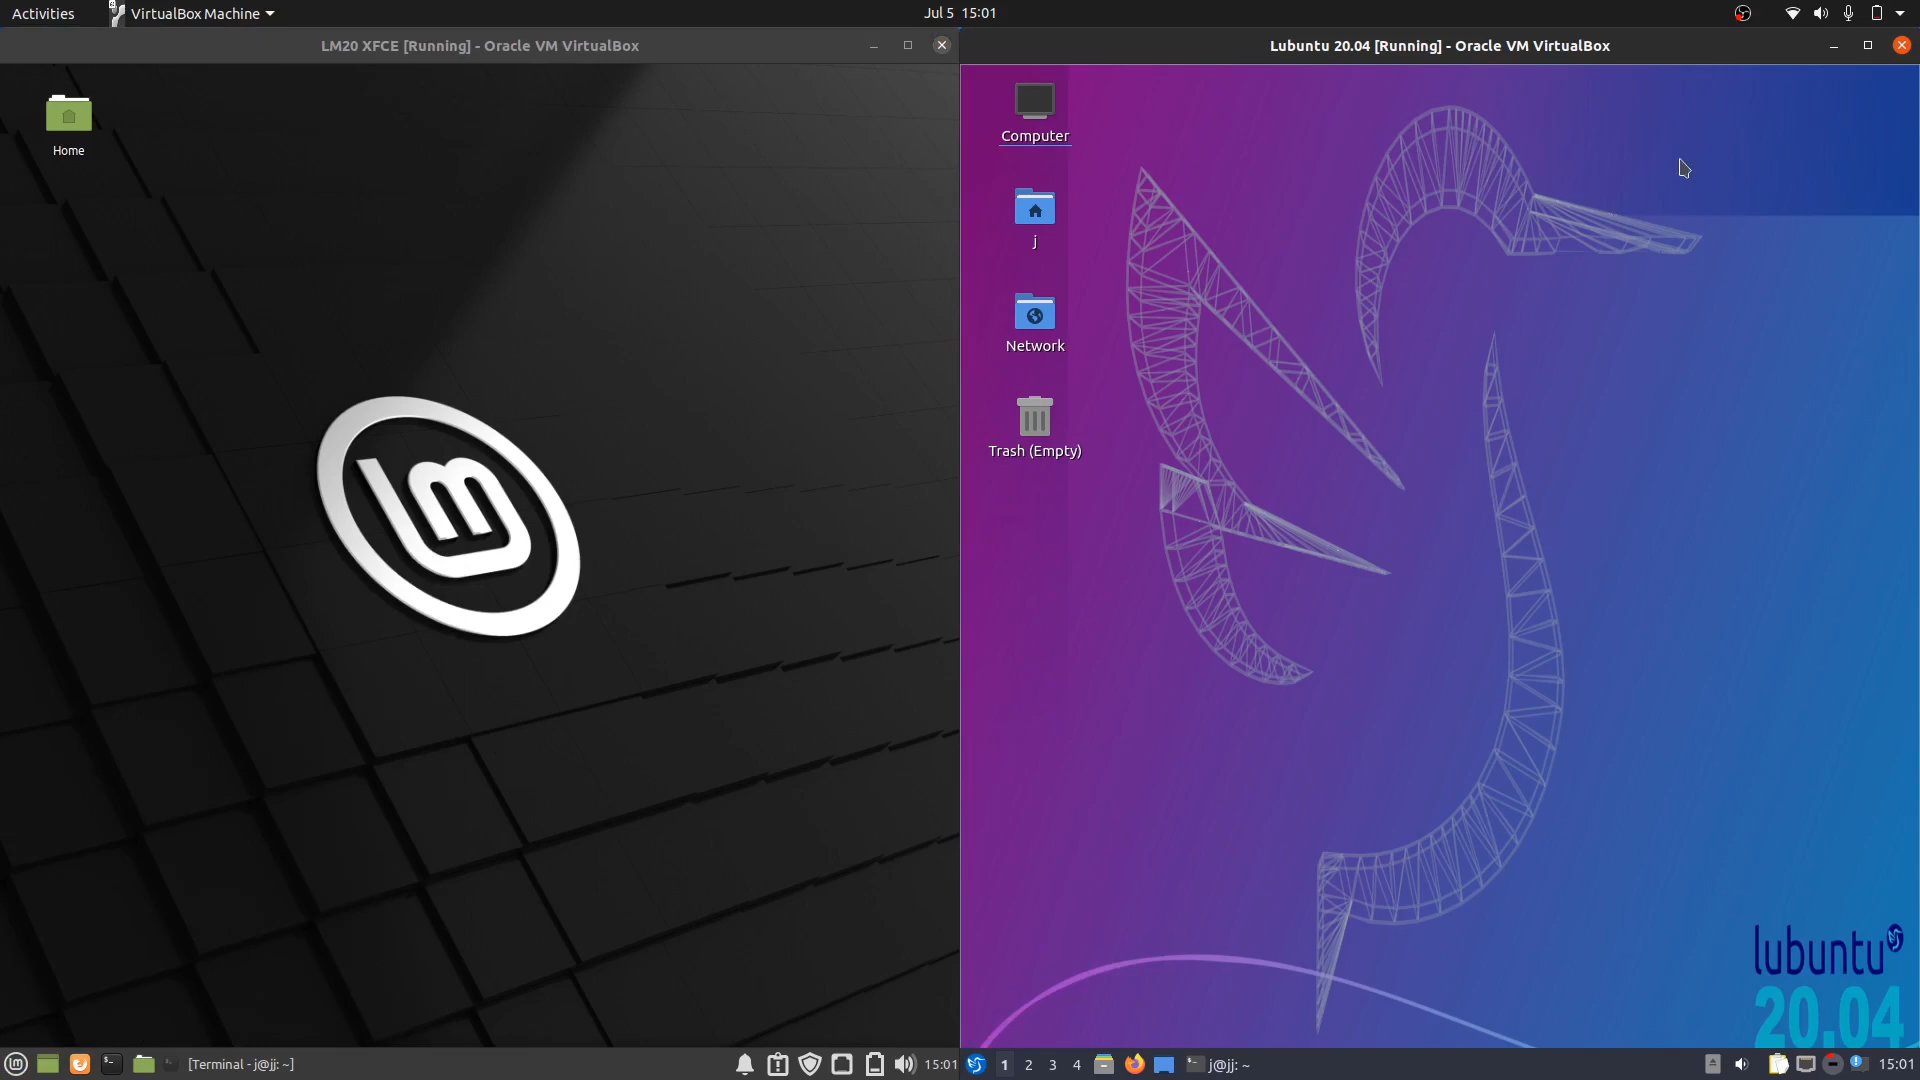 Activities
VirtualBox Machine
Jul 5 15:01
LM20 XFCE [Running] - Oracle VM VirtualBox
Lubuntu 20.04 [Running] - Oracle VM VirtualBox
Home
Computer
j
Network
Trash (Empty)
lm
lubuntu
20.04
[Terminal - j@jj: ~]
15:01
1 2 3 4
j@jj: ~
15:01